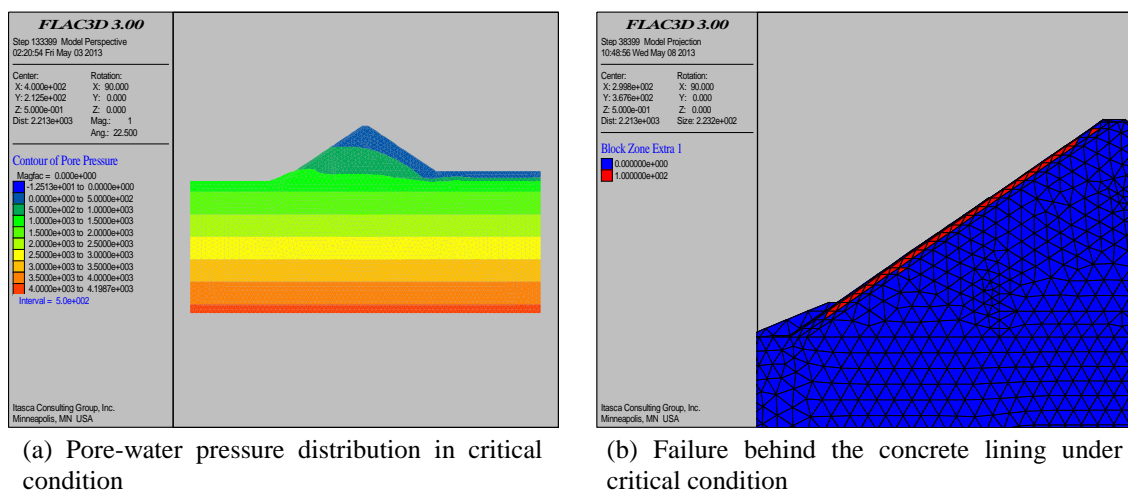 FLAC3D 3.00
Step 133399 Model Perspective
02:20:54 Fri May 03 2013
Center:
X: 4.000e+002
Y: 2.125e+002
Z: 5.000e-001
Dist: 2.213e+003
Rotation:
X: 90.000
Y: 0.000
Z: 0.000
Mag.: 1
Ang.: 22.500
Contour of Pore Pressure
Magfac = 0.000e+000
-1.2513e+001 to 0.0000e+000
0.0000e+000 to 5.0000e+002
5.0000e+002 to 1.0000e+003
1.0000e+003 to 1.5000e+003
1.5000e+003 to 2.0000e+003
2.0000e+003 to 2.5000e+003
2.5000e+003 to 3.0000e+003
3.0000e+003 to 3.5000e+003
3.5000e+003 to 4.0000e+003
4.0000e+003 to 4.1987e+003
Interval = 5.0e+002
Itasca Consulting Group, Inc.
Minneapolis, MN USA
(a) Pore-water pressure distribution in critical
condition
FLAC3D 3.00
Step 38399 Model Projection
10:48:56 Wed May 08 2013
Center:
X: 2.998e+002
Y: 3.676e+002
Z: 5.000e-001
Dist: 2.213e+003
Rotation:
X: 90.000
Y: 0.000
Z: 0.000
Size: 2.232e+002
Block Zone Extra 1
0.000000e+000
1.000000e+002
Itasca Consulting Group, Inc.
Minneapolis, MN USA
(b) Failure behind the concrete lining under
critical condition